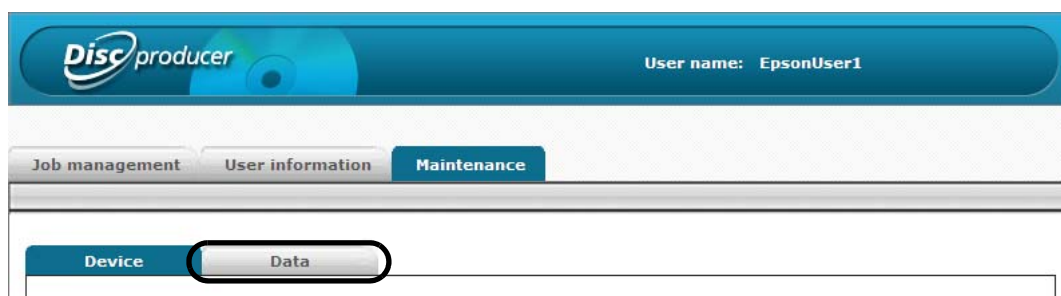 Disc producer
User name: EpsonUser1
Job management User information Maintenance
Device Data